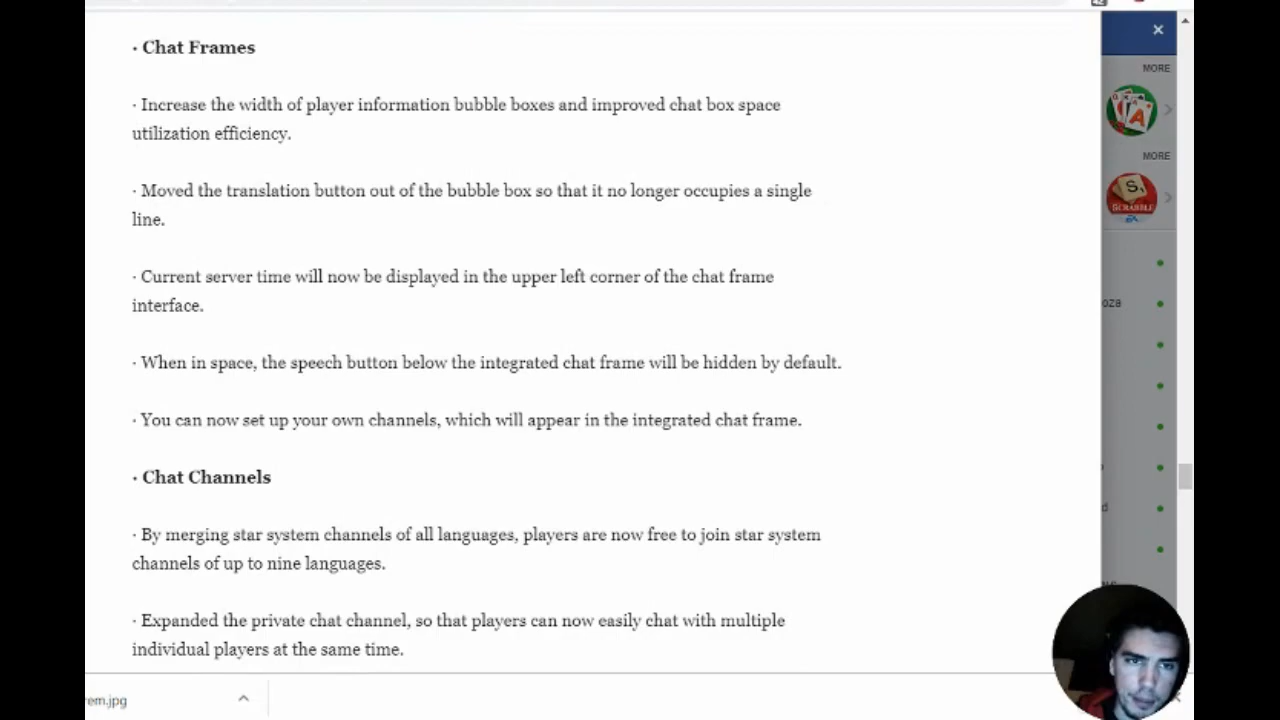 · Chat Frames
· Increase the width of player information bubble boxes and improved chat box space
utilization efficiency.
· Moved the translation button out of the bubble box so that it no longer occupies a single
line.
· Current server time will now be displayed in the upper left corner of the chat frame
interface.
· When in space, the speech button below the integrated chat frame will be hidden by default.
· You can now set up your own channels, which will appear in the integrated chat frame.
· Chat Channels
· By merging star system channels of all languages, players are now free to join star system
channels of up to nine languages.
· Expanded the private chat channel, so that players can now easily chat with multiple
individual players at the same time.
rem.jpg
MORE
A
MORE
S
SCRABBLE
EA
oza
d